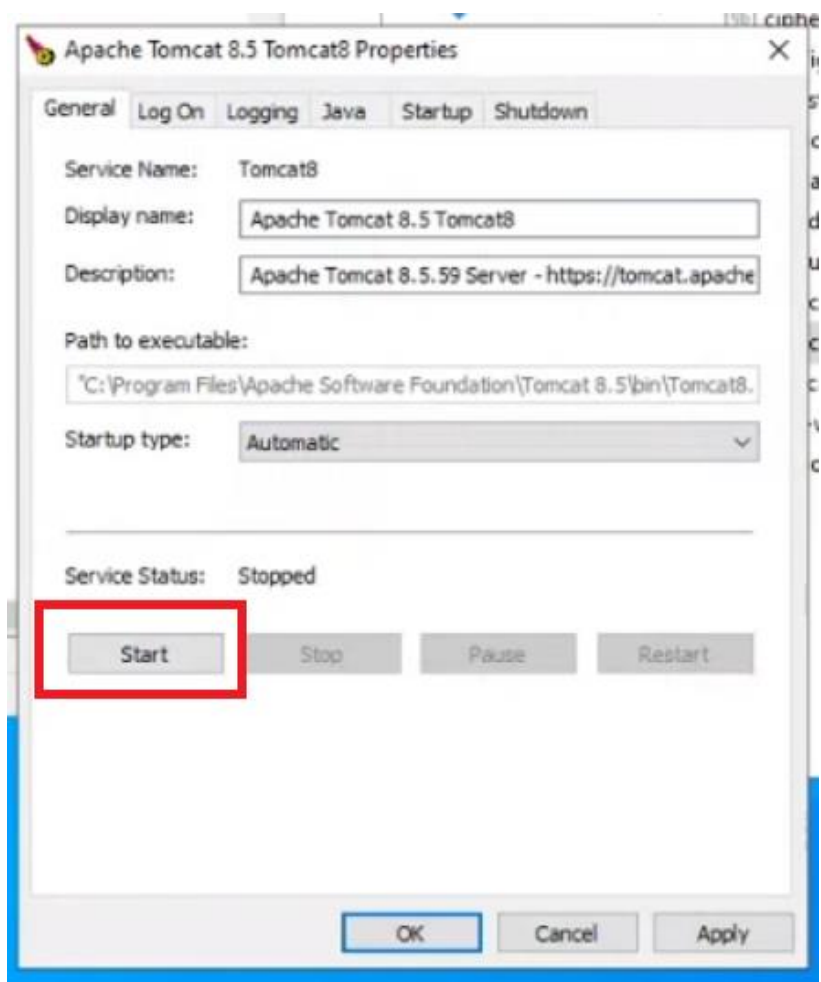 ciphe
Apache Tomcat 8.5 Tomcat8 Properties
General Log On Logging Java Startup Shutdown
Service Name: Tomcat8
Display name: Apache Tomcat 8.5 Tomcat8
Description: Apache Tomcat 8.5.59 Server - https://tomcat.apache
Path to executable:
"C:\Program Files\Apache Software Foundation\Tomcat 8.5\bin\Tomcat8.
Startup type: Automatic
Service Status: Stopped
Start Stop Pause Restart
OK Cancel Apply